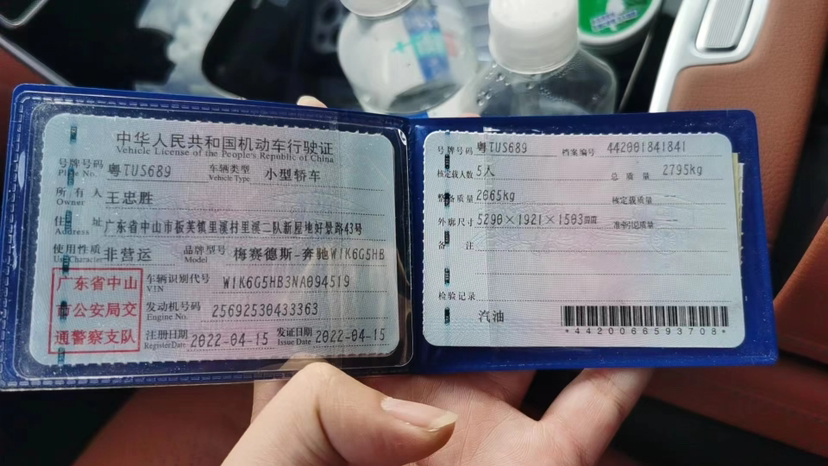 中华人民共和国机动车行驶证
Vehicle License of the People's Republic of China
号牌号码 Plate No. 粤TUS689 车辆类型 Vehicle Type 小型轿车
所有人 Owner 王忠胜
住址 Address 广东省中山市板芙镇里溪村里溪二队新屋地好景路43号
使用性质 Use Character 非营运 品牌型号 Model 梅赛德斯-奔驰W1K6G5HB
广东省中山
市公安局交
通警察支队
车辆识别代号 VIN W1K6G5HB3NA094519
发动机号码 Engine No. 25692530433363
注册日期 Register Date 2022-04-15 发证日期 Issue Date 2022-04-15
号牌号码 粤TUS689 档案编号 442001841841
核定载人数 5人 总质量 2795kg
整备质量 2065kg 核定载质量
外廓尺寸 5290×1921×1503mm 准牵引总质量
备注
检验记录
汽油
*4420066593708*